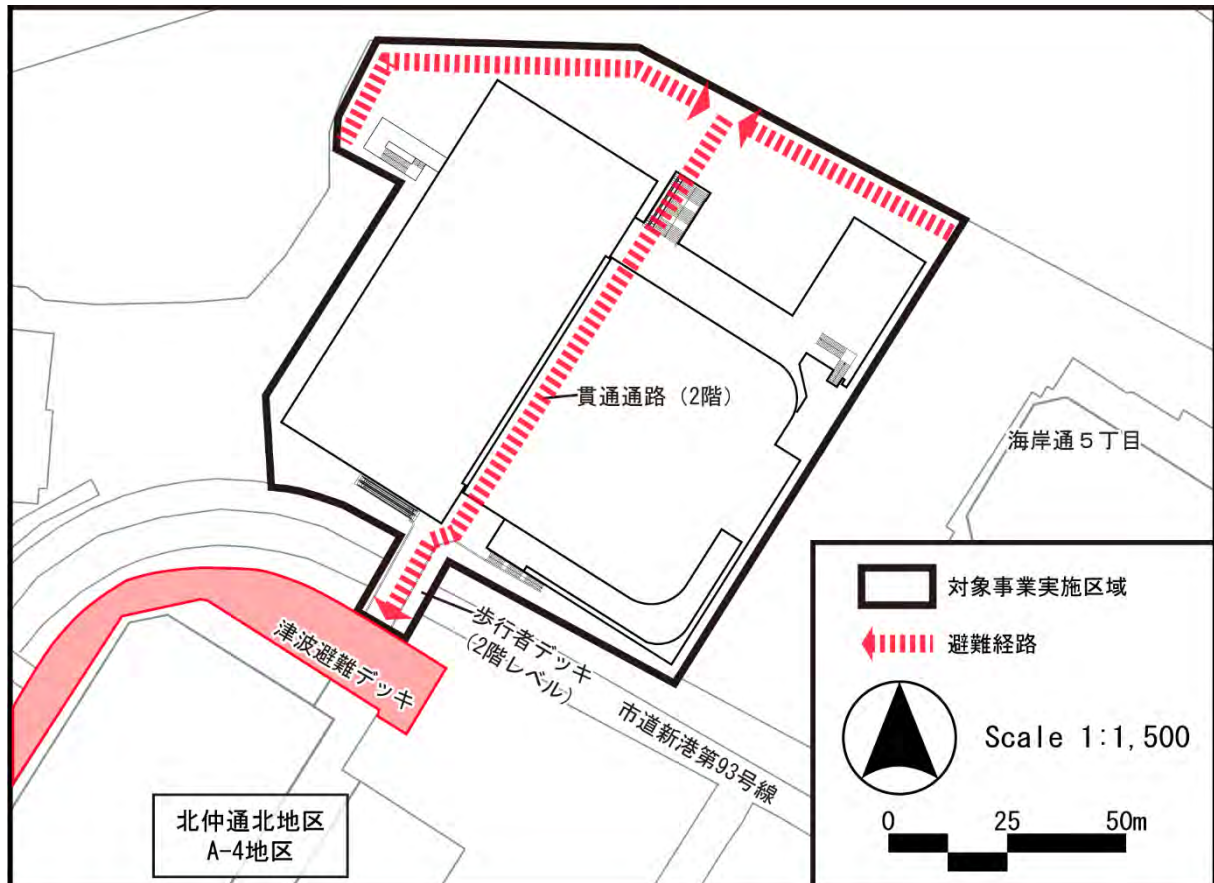 貫通通路（2階）
海岸通５丁目
津波避難デッキ
歩行者デッキ
（2階レベル）
市道新港第93号線
北仲通北地区
A-4地区
対象事業実施区域
避難経路
Scale 1:1,500
0 25 50m